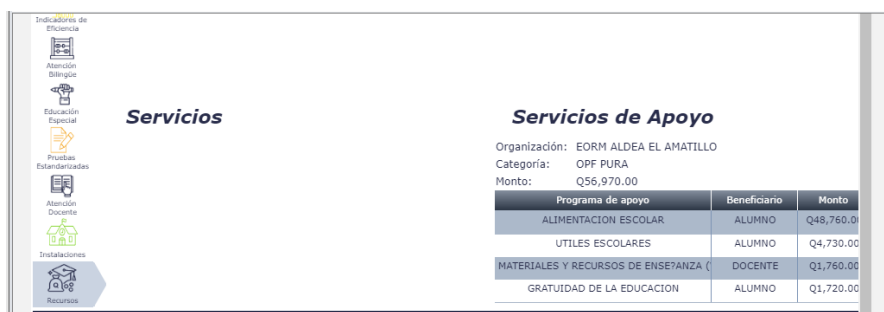 Indicadores de
Eficiencia
Atención
Bilingüe
Educación
Especial
Pruebas
Estandarizadas
Atención
Docente
Instalaciones
Recursos
Servicios
Servicios de Apoyo
Organización: EORM ALDEA EL AMATILLO
Categoría: OPF PURA
Monto: Q56,970.00
Programa de apoyo Beneficiario Monto
ALIMENTACION ESCOLAR ALUMNO Q48,760.0
UTILES ESCOLARES ALUMNO Q4,730.00
MATERIALES Y RECURSOS DE ENSE?ANZA ( DOCENTE Q1,760.00
GRATUIDAD DE LA EDUCACION ALUMNO Q1,720.00